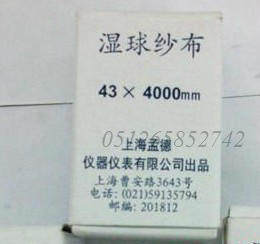 湿球纱布
43 × 4000mm
051265852742
上海孟德
仪器仪表有限公司出品
上海曹安路3643号
电话: (021)59135794
邮编: 201812